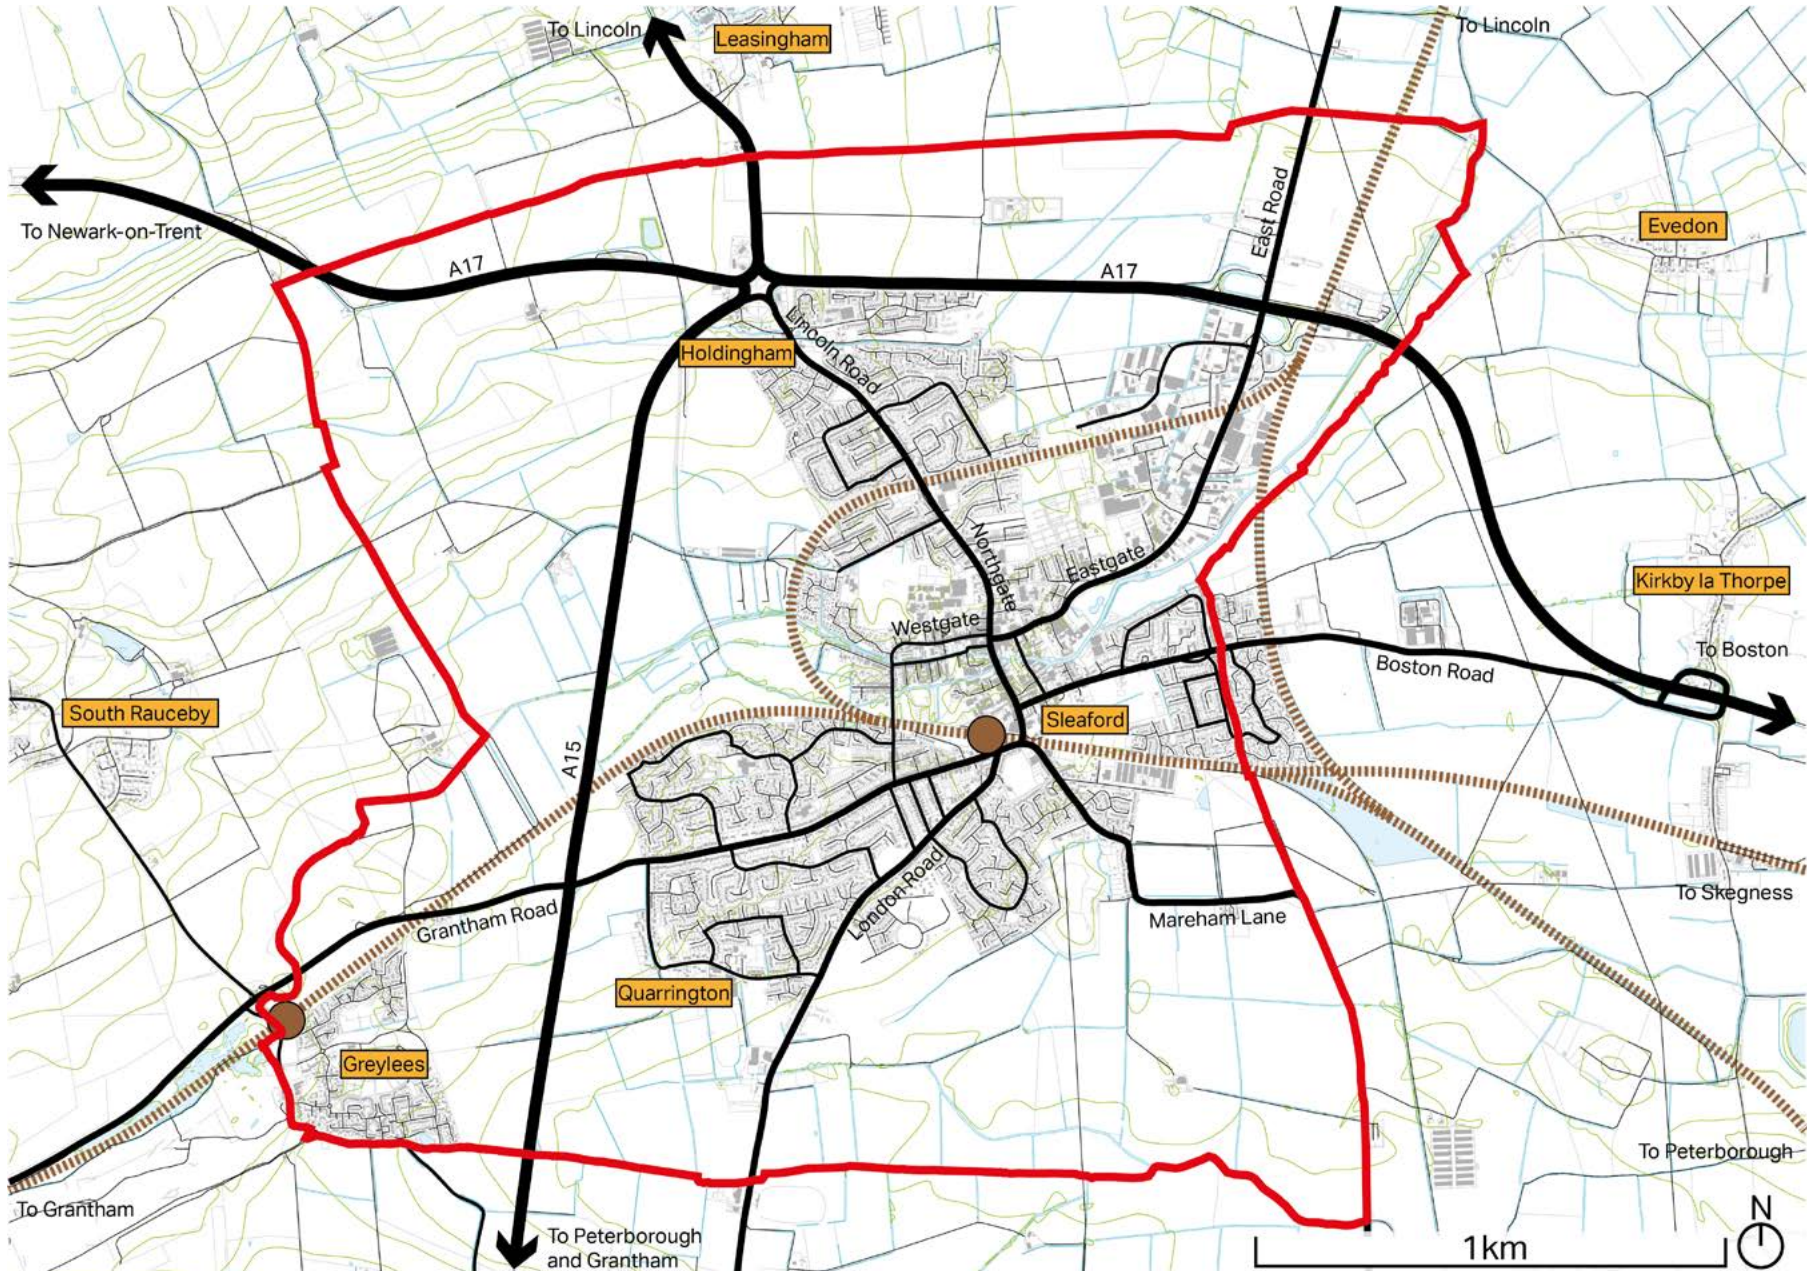 To Lincoln
Leasingham
To Lincoln
To Newark-on-Trent
A17
A17
East Road
Evedon
Lincoln Road
Holdingham
Northgate
Eastgate
Westgate
Kirkby la Thorpe
To Boston
Boston Road
South Rauceby
Sleaford
A15
London Road
To Skegness
Grantham Road
Mareham Lane
Quarrington
Greylees
To Peterborough
To Grantham
To Peterborough
and Grantham
1km
N